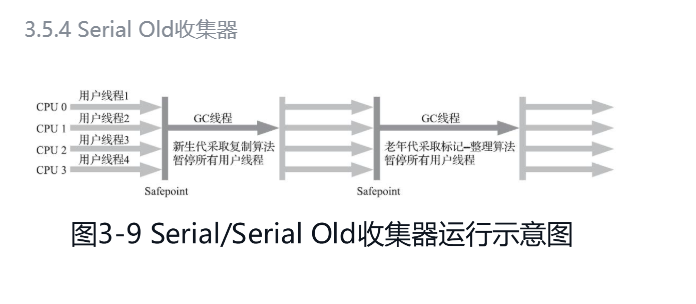 3.5.4 Serial Old收集器
用户线程1
CPU 0
用户线程2
GC线程
GC线程
CPU 1
用户线程3
新生代采取复制算法
老年代采取标记–整理算法
CPU 2
用户线程4
暂停所有用户线程
暂停所有用户线程
CPU 3
Safepoint
Safepoint
图3-9 Serial/Serial Old收集器运行示意图